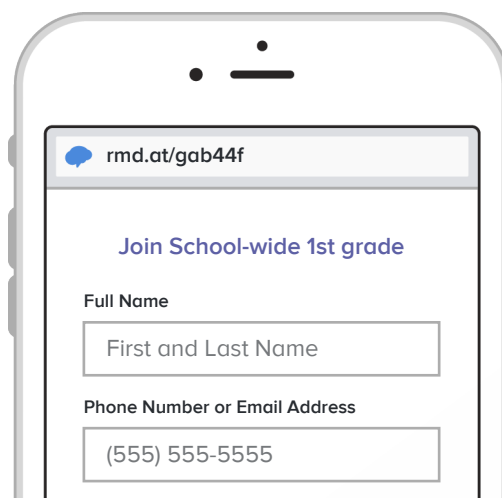 rmd.at/gab44f
Join School-wide 1st grade
Full Name
First and Last Name
Phone Number or Email Address
(555) 555-5555